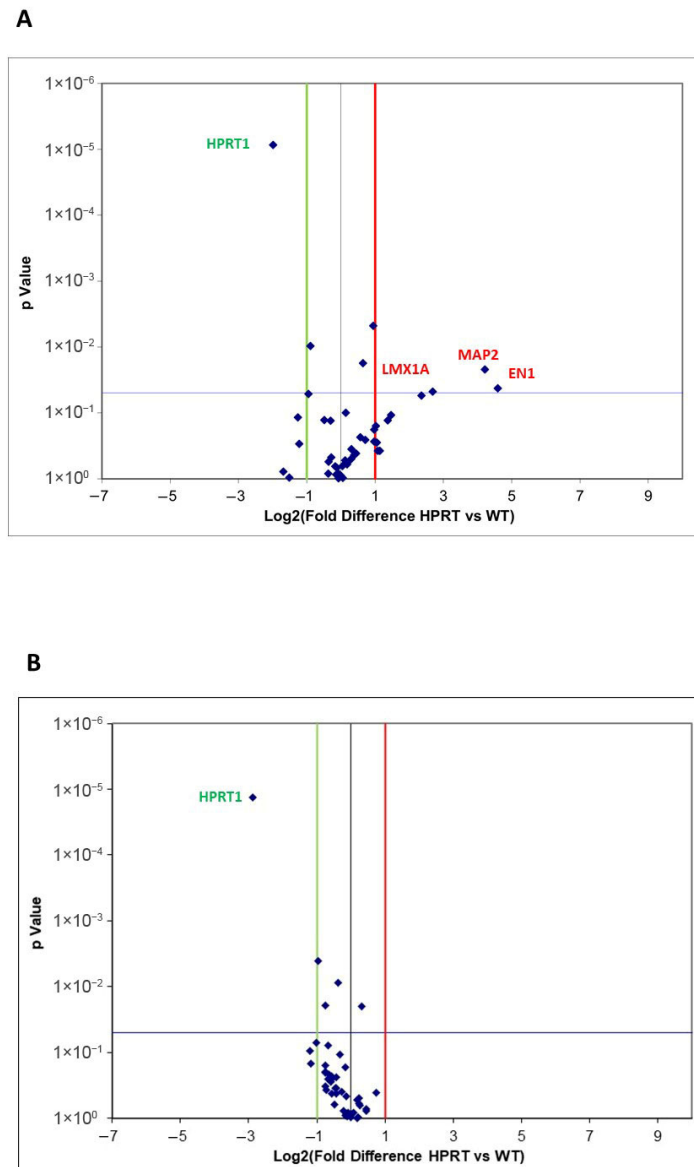 A
1×10⁻⁶
1×10⁻⁵
1×10⁻⁴
1×10⁻³
1×10⁻²
1×10⁻¹
1×10⁰
p Value
HPRT1
LMX1A
MAP2
EN1
–7 –5 –3 –1 1 3 5 7 9
Log2(Fold Difference HPRT vs WT)
B
1×10⁻⁶
1×10⁻⁵
1×10⁻⁴
1×10⁻³
1×10⁻²
1×10⁻¹
1×10⁰
p Value
HPRT1
–7 –5 –3 –1 1 3 5 7 9
Log2(Fold Difference HPRT vs WT)